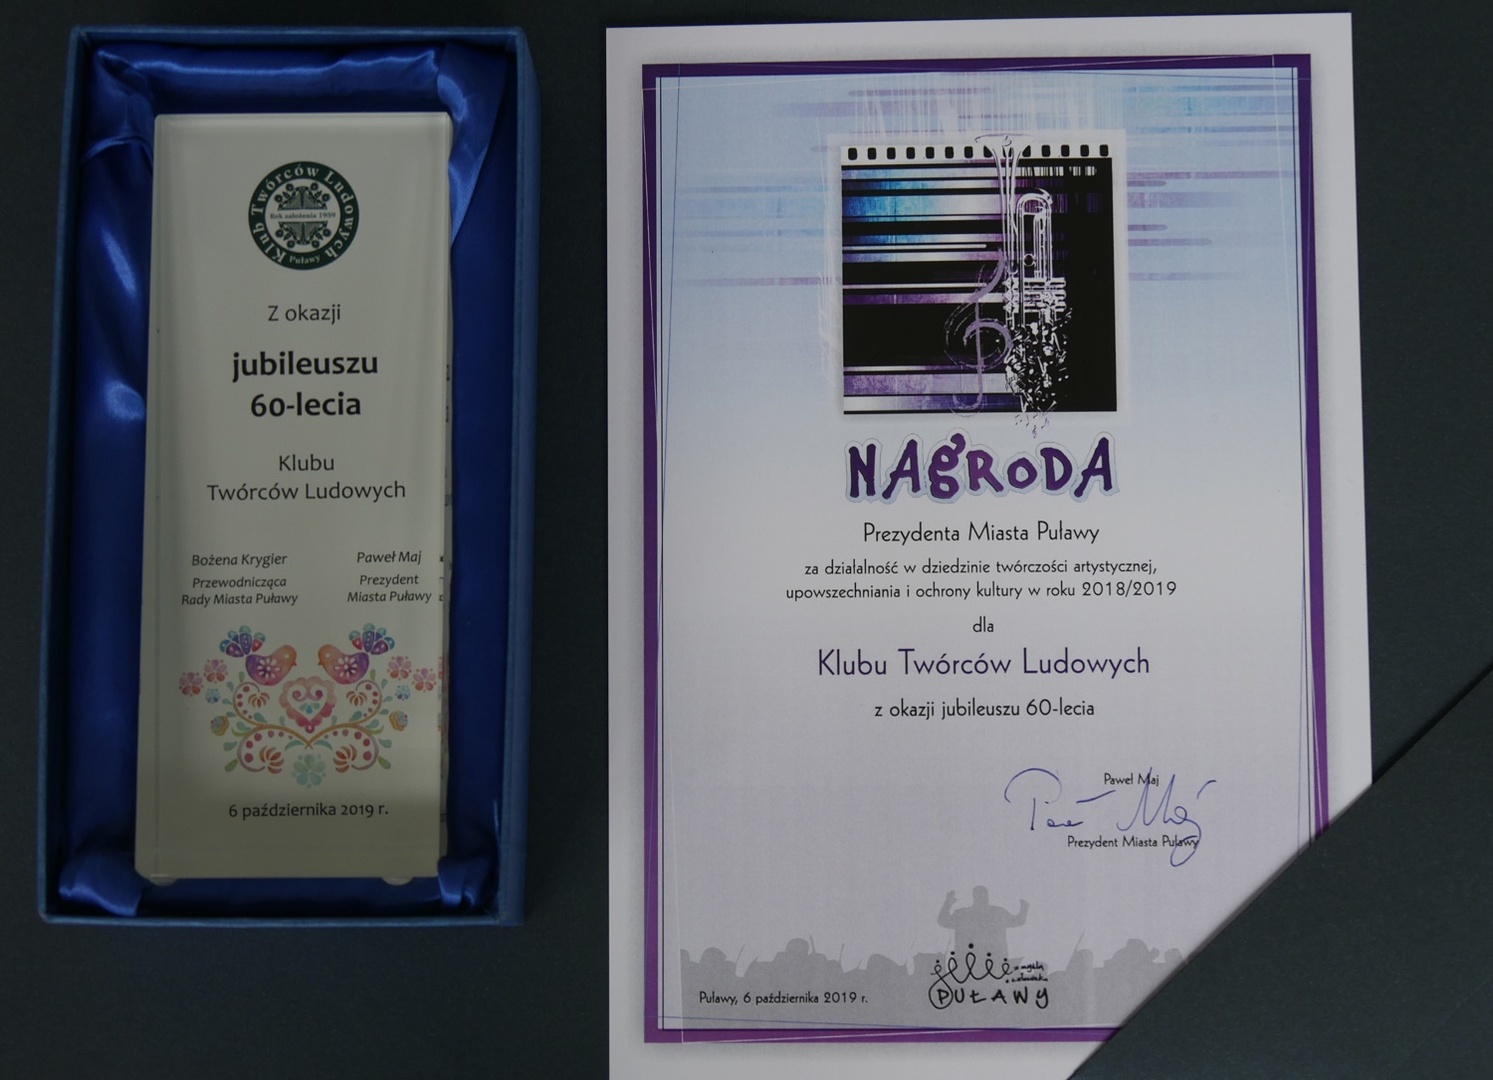 Klub Twórców Ludowych
Rok założenia 1959
Puławy
Z okazji
jubileuszu
60-lecia
Klubu
Twórców Ludowych
Bożena Krygier
Przewodnicząca
Rady Miasta Puławy
Paweł Maj
Prezydent
Miasta Puławy
6 października 2019 r.
NAGRODA
Prezydenta Miasta Puławy
za działalność w dziedzinie twórczości artystycznej,
upowszechniania i ochrony kultury w roku 2018/2019
dla
Klubu Twórców Ludowych
z okazji jubileuszu 60-lecia
Paweł Maj
Prezydent Miasta Puławy
PUŁAWY
Puławy, 6 października 2019 r.